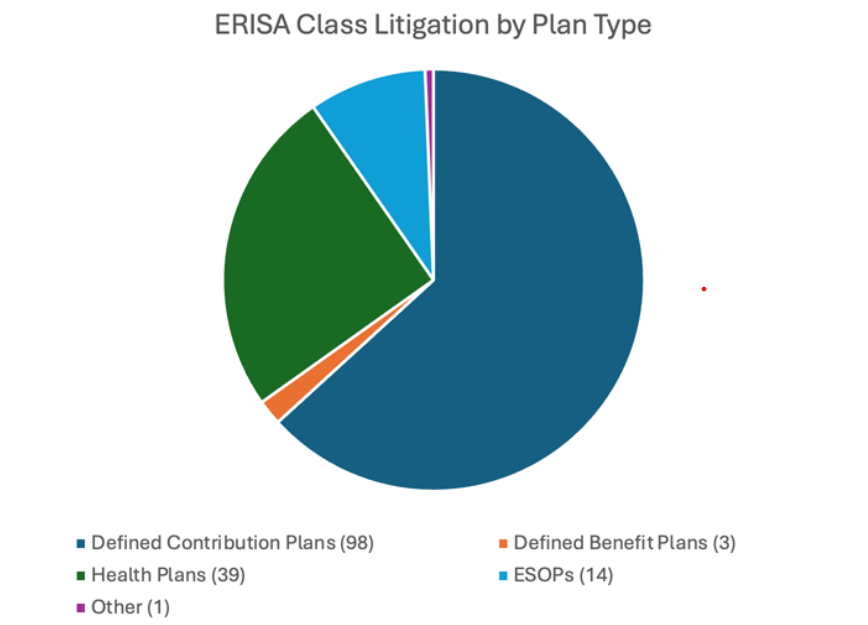 ERISA Class Litigation by Plan Type
Defined Contribution Plans (98)
Defined Benefit Plans (3)
Health Plans (39)
ESOPs (14)
Other (1)